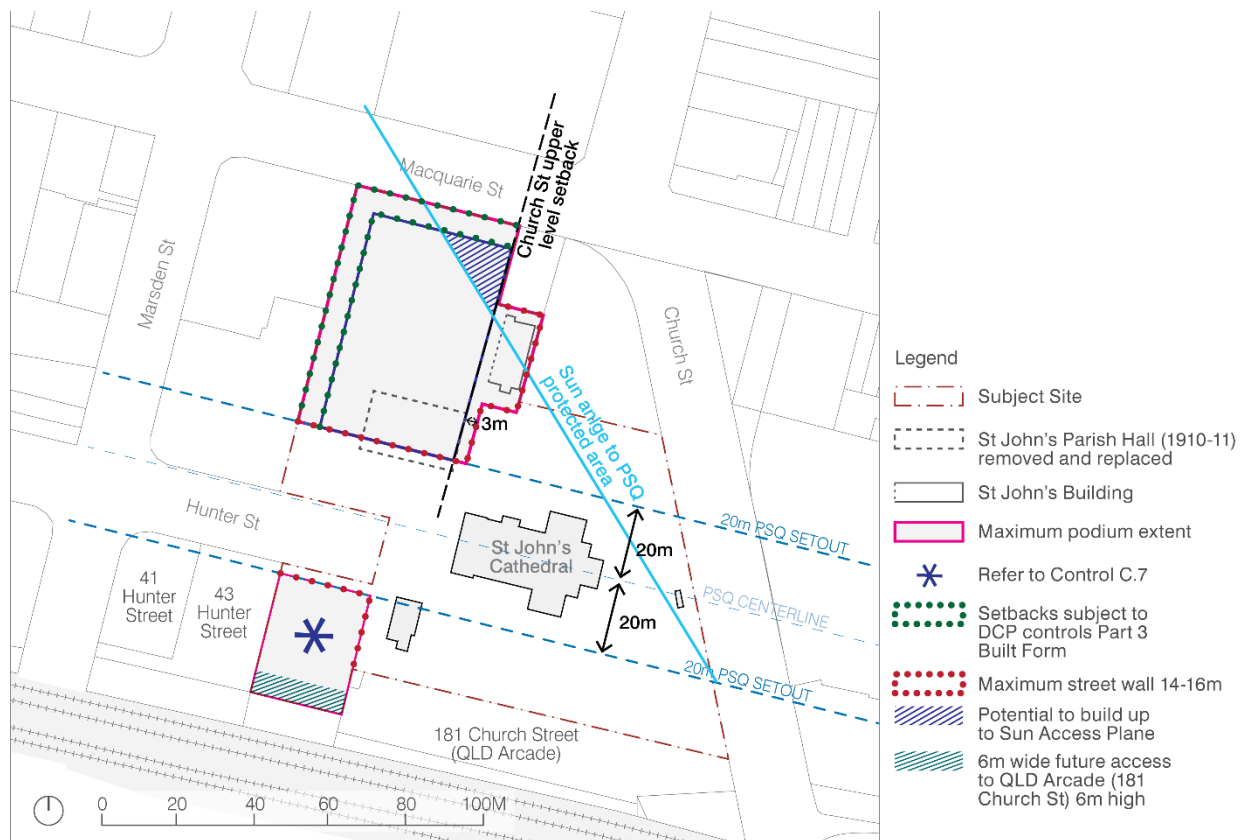 Macquarie St
Church St upper
level setback
Marsden St
Church St
Sun anlge to PSQ
protected area
3m
Hunter St
20m PSQ SETOUT
St John's
Cathedral
20m
PSQ CENTERLINE
41
Hunter
Street
43
Hunter
Street
20m
20m PSQ SETOUT
181 Church Street
(QLD Arcade)
0 20 40 60 80 100M
Legend
Subject Site
St John's Parish Hall (1910-11)
removed and replaced
St John's Building
Maximum podium extent
Refer to Control C.7
Setbacks subject to
DCP controls Part 3
Built Form
Maximum street wall 14-16m
Potential to build up
to Sun Access Plane
6m wide future access
to QLD Arcade (181
Church St) 6m high